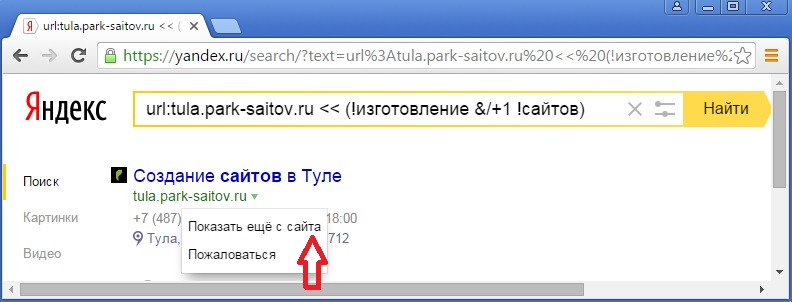 url:tula.park-saitov.ru << (
https://yandex.ru/search/?text=url%3Atula.park-saitov.ru%20<<%20(!изготовление%2
Яндекс
url:tula.park-saitov.ru << (!изготовление &/+1 !сайтов)
Найти
Поиск
Картинки
Видео
Создание сайтов в Туле
tula.park-saitov.ru
+7 (487)
18:00
Тула,
712
Показать ещё с сайта
Пожаловаться